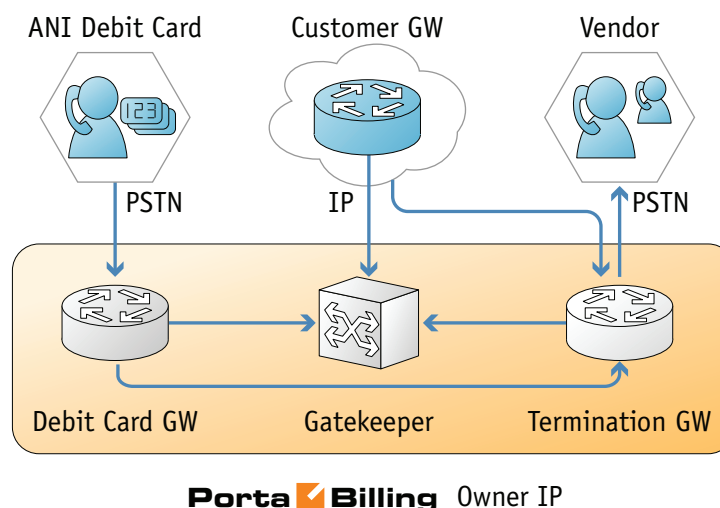 ANI Debit Card
Customer GW
Vendor
123
PSTN
IP
PSTN
Debit Card GW
Gatekeeper
Termination GW
PortaBilling Owner IP